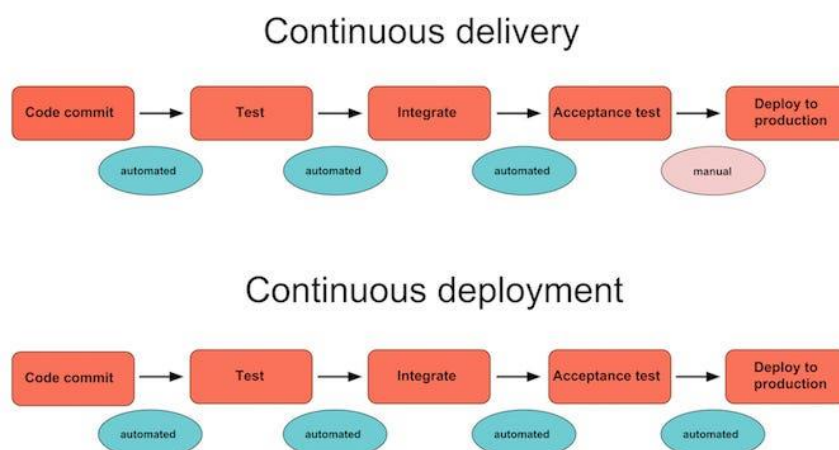 Continuous delivery
Code commit
Test
Integrate
Acceptance test
Deploy to
production
automated
automated
automated
manual
Continuous deployment
Code commit
Test
Integrate
Acceptance test
Deploy to
production
automated
automated
automated
automated